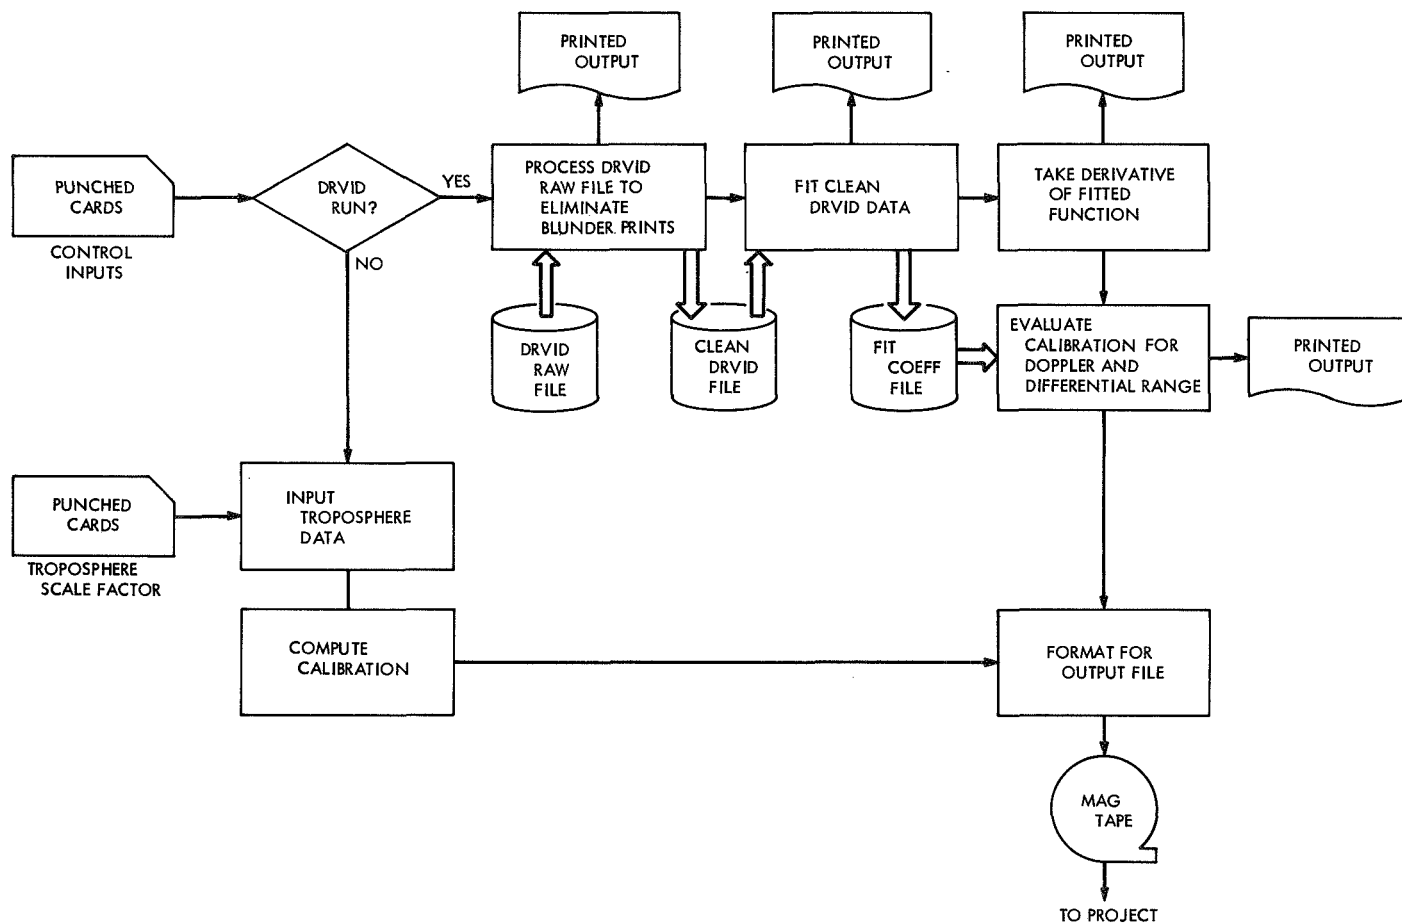 PRINTED
OUTPUT
PRINTED
OUTPUT
PRINTED
OUTPUT
PUNCHED
CARDS
CONTROL
INPUTS
DRVID
RUN?
YES
NO
PROCESS DRVID
RAW FILE TO
ELIMINATE
BLUNDER. PRINTS
FIT CLEAN
DRVID DATA
TAKE DERIVATIVE
OF FITTED
FUNCTION
DRVID
RAW
FILE
CLEAN
DRVID
FILE
FIT
COEFF
FILE
EVALUATE
CALIBRATION FOR
DOPPLER AND
DIFFERENTIAL RANGE
PRINTED
OUTPUT
PUNCHED
CARDS
TROPOSPHERE
SCALE FACTOR
INPUT
TROPOSPHERE
DATA
COMPUTE
CALIBRATION
FORMAT FOR
OUTPUT FILE
MAG
TAPE
TO PROJECT